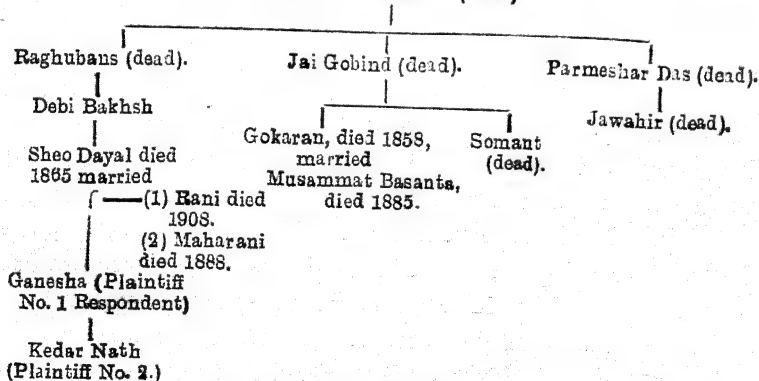 Raghubans (dead).
Jai Gobind (dead).
Parmeshar Das (dead).
Debi Bakhsh
Jawahir (dead).
Gokaran, died 1858,
married
Musammat Basanta,
died 1885.
Somant
(dead).
Sheo Dayal died
1865 married
(1) Rani died
1908.
(2) Maharani
died 1888.
Ganesha (Plaintiff
No. 1 Respondent)
Kedar Nath
(Plaintiff No. 2.)